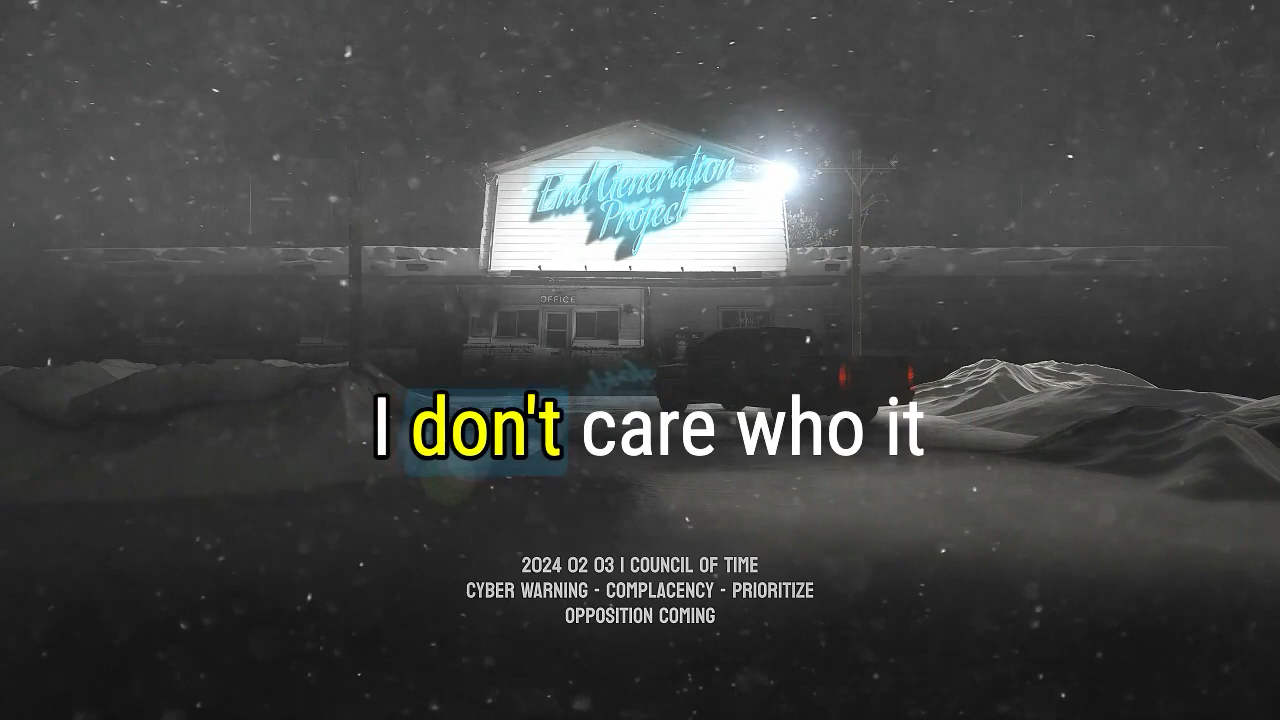 End Generation
Project
OFFICE
I don't care who it
2024 02 03 | COUNCIL OF TIME
CYBER WARNING - COMPLACENCY - PRIORITIZE
OPPOSITION COMING